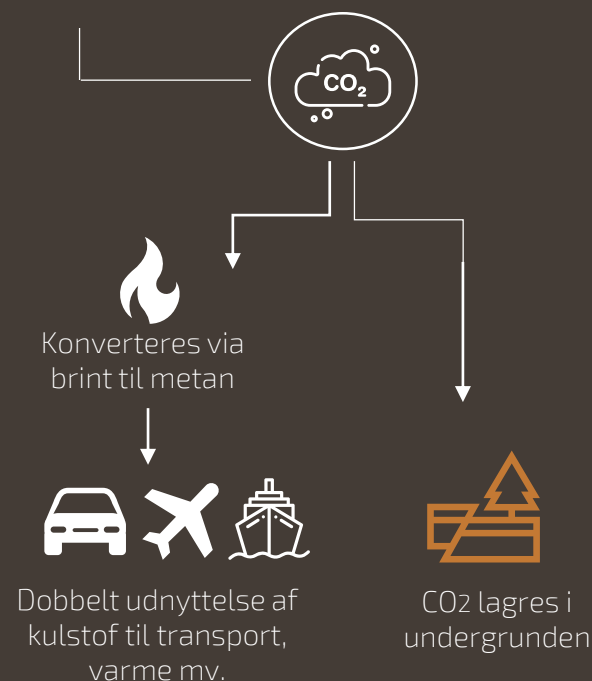 CO₂
Konverteres via
brint til metan
Dobbelt udnyttelse af
kulstof til transport,
varme mv.
CO2 lagres i
undergrunden